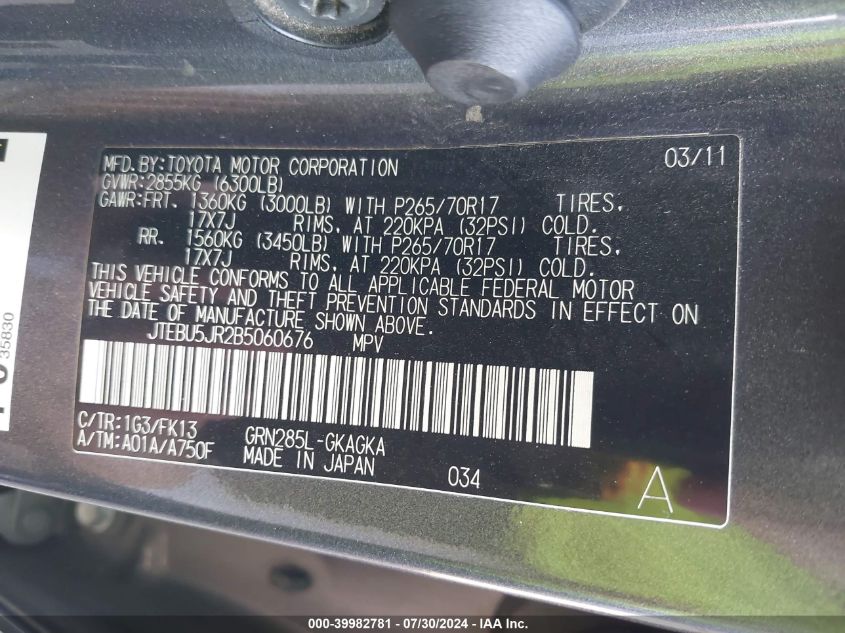 MFD.BY:TOYOTA MOTOR CORPORATION 03/11
GVWR:2855KG (6300LB)
GAWR:FRT. 1360KG (3000LB) WITH P265/70R17 TIRES,
17X7J RIMS, AT 220KPA (32PSI) COLD.
RR. 1560KG (3450LB) WITH P265/70R17 TIRES,
17X7J RIMS, AT 220KPA (32PSI) COLD.
THIS VEHICLE CONFORMS TO ALL APPLICABLE FEDERAL MOTOR
VEHICLE SAFETY AND THEFT PREVENTION STANDARDS IN EFFECT ON
THE DATE OF MANUFACTURE SHOWN ABOVE.
JTEBU5JR2B5060676 MPV
C/TR:1G3/FK13 GRN285L-GKAGKA
A/TM:A01A/A750F MADE IN JAPAN
034
A
35830
000-39982781 - 07/30/2024 - IAA Inc.